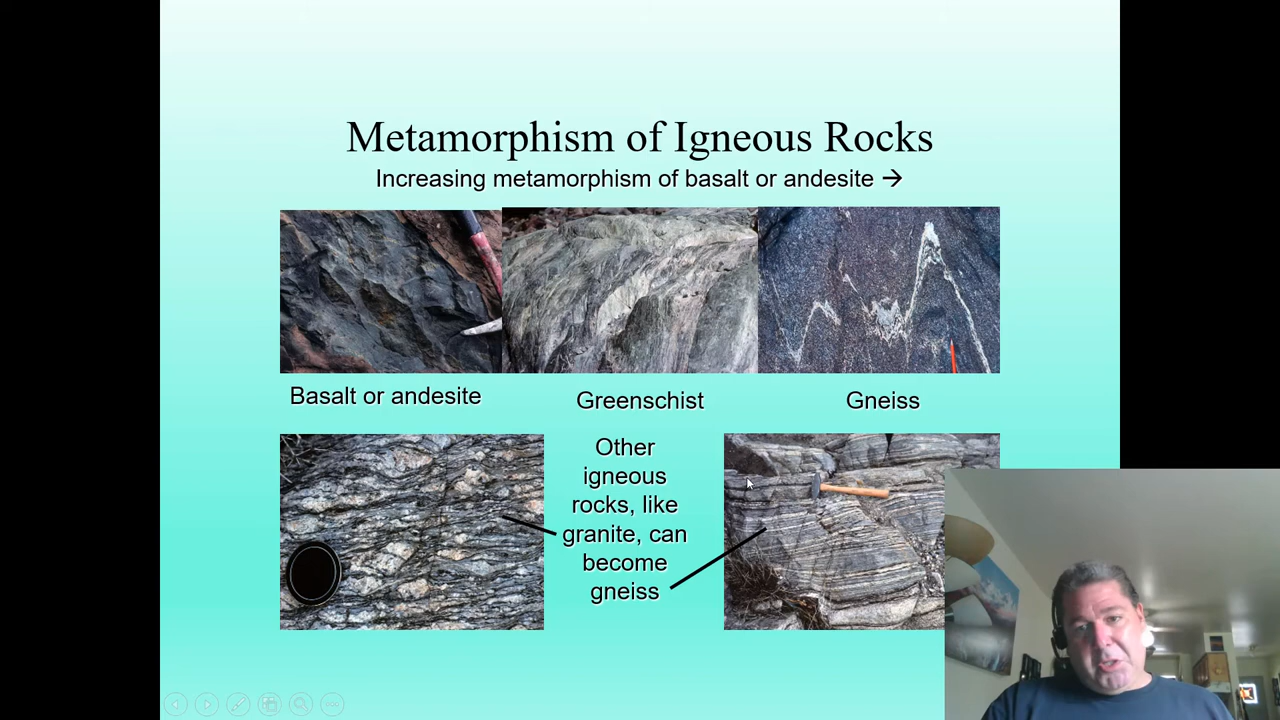 Metamorphism of Igneous Rocks
Increasing metamorphism of basalt or andesite →
Basalt or andesite
Greenschist
Gneiss
Other
igneous
rocks, like
granite, can
become
gneiss